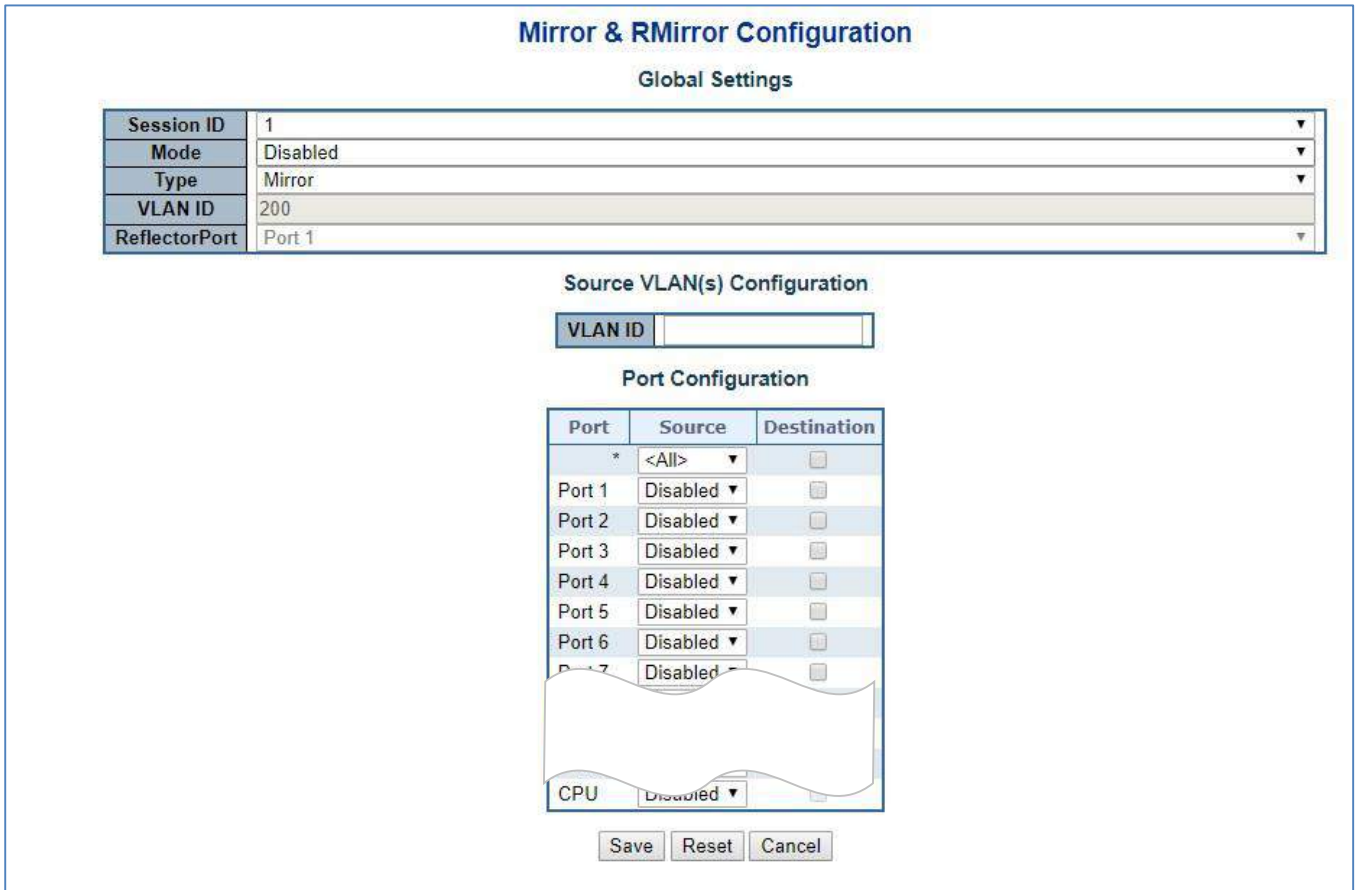 Mirror & RMirror Configuration
Global Settings
Session ID 1
Mode Disabled
Type Mirror
VLAN ID 200
ReflectorPort Port 1
Source VLAN(s) Configuration
VLAN ID
Port Configuration
Port Source Destination
* <All>
Port 1 Disabled
Port 2 Disabled
Port 3 Disabled
Port 4 Disabled
Port 5 Disabled
Port 6 Disabled
Disabled
CPU Disabled
Save Reset Cancel